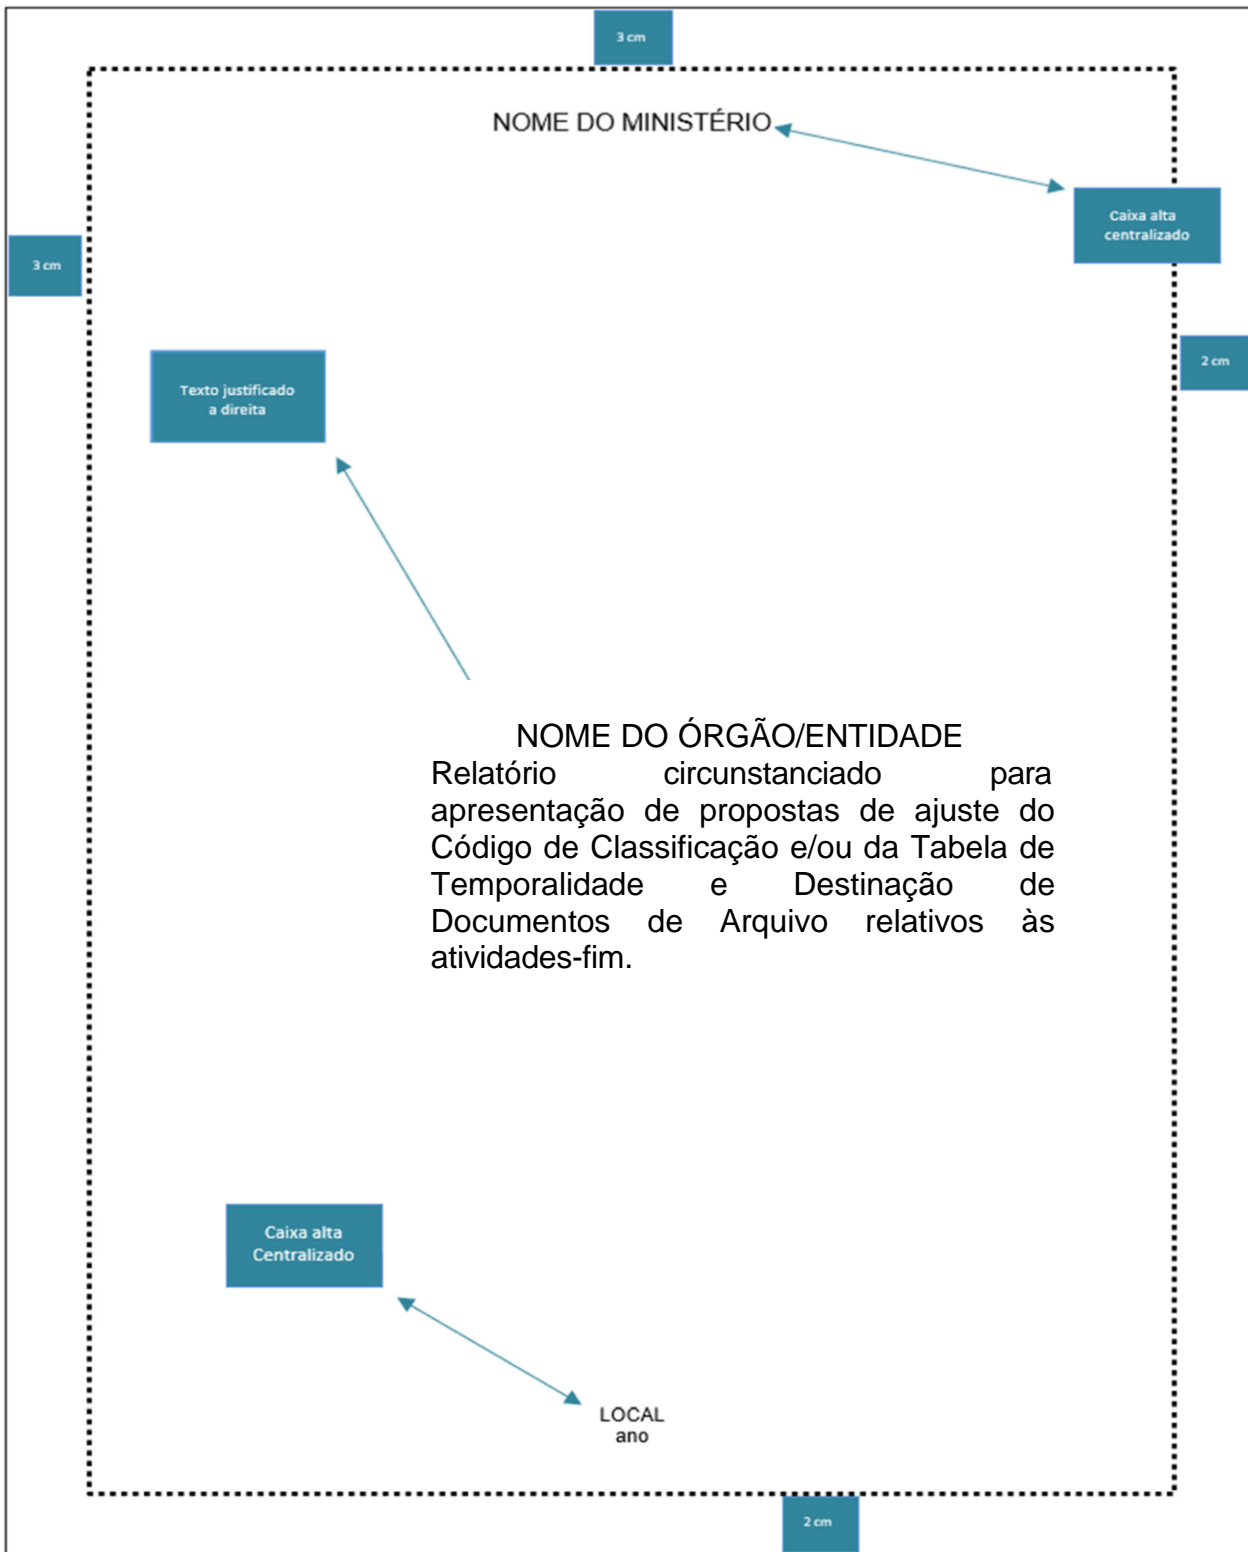 3 cm
NOME DO MINISTÉRIO
Caixa alta
centralizado
3 cm
2 cm
Texto justificado
a direita
NOME DO ÓRGÃO/ENTIDADE
Relatório circunstanciado para
apresentação de propostas de ajuste do
Código de Classificação e/ou da Tabela de
Temporalidade e Destinação de
Documentos de Arquivo relativos às
atividades-fim.
Caixa alta
Centralizado
LOCAL
ano
2 cm